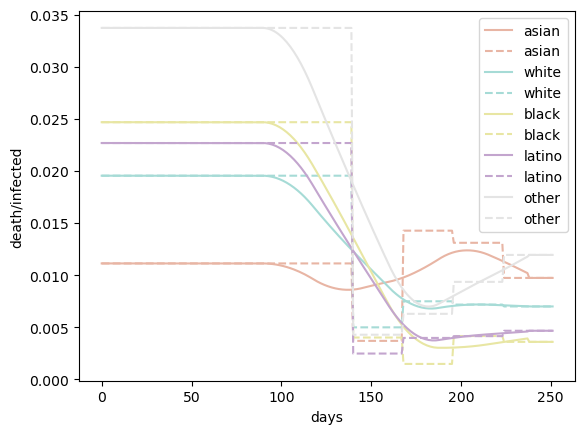 death/infected
0.035
0.030
0.025
0.020
0.015
0.010
0.005
0.000
0
50
100
150
200
250
days
asian
asian
white
white
black
black
latino
latino
other
other